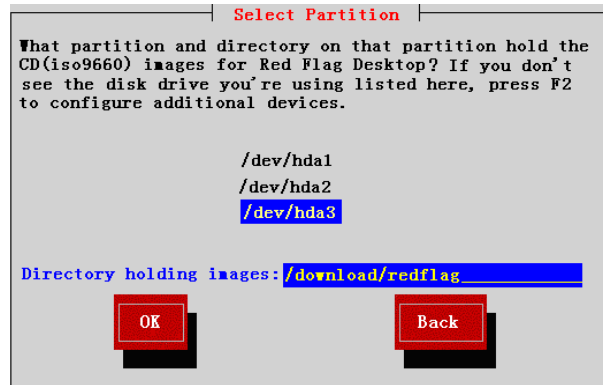 Select Partition
What partition and directory on that partition hold the
CD(iso9660) images for Red Flag Desktop? If you don't
see the disk drive you're using listed here, press F2
to configure additional devices.
/dev/hda1
/dev/hda2
/dev/hda3
Directory holding images:/download/redflag
OK Back